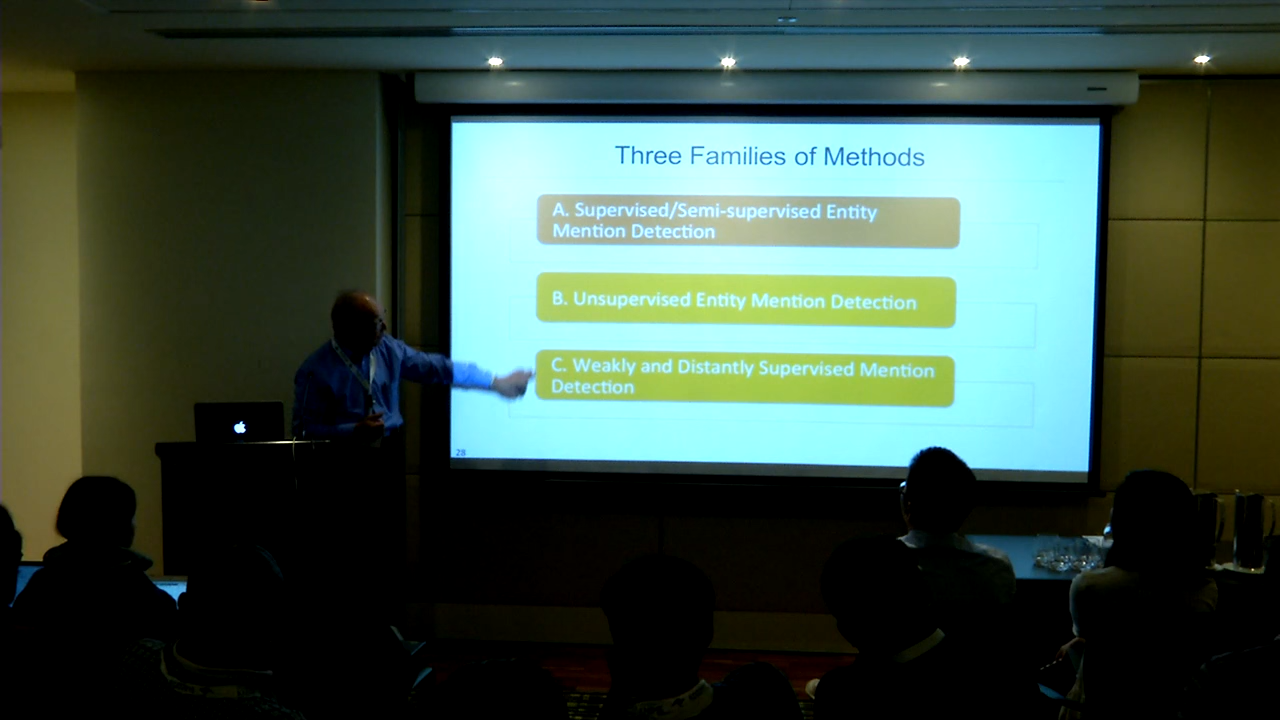 Three Families of Methods
A. Supervised/Semi-supervised Entity
Mention Detection
B. Unsupervised Entity Mention Detection
C. Weakly and Distantly Supervised Mention
Detection
28